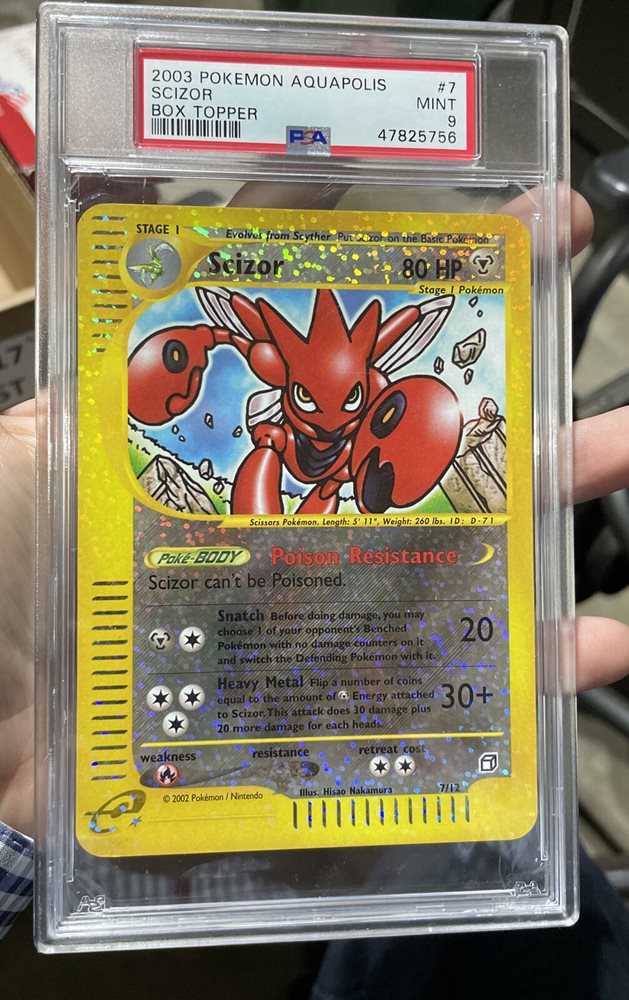 2003 POKEMON AQUAPOLIS #7
SCIZOR MINT
BOX TOPPER 9
PSA 47825756
STAGE 1 Evolves from Scyther Put Scizor on the Basic Pokémon
Scizor 80 HP
Stage 1 Pokémon
17
ST
Scissors Pokémon. Length: 5' 11", Weight: 260 lbs. ID: D-71
Poké-BODY Poison Resistance
Scizor can't be Poisoned.
Snatch Before doing damage, you may
choose 1 of your opponent's Benched
Pokémon with no damage counters on it
and switch the Defending Pokémon with it.
20
Heavy Metal Flip a number of coins
equal to the amount of Energy attached
to Scizor. This attack does 30 damage plus
20 more damage for each heads.
30+
weakness resistance retreat cost
Illus. Hisao Nakamura 7/12
© 2002 Pokémon / Nintendo
e